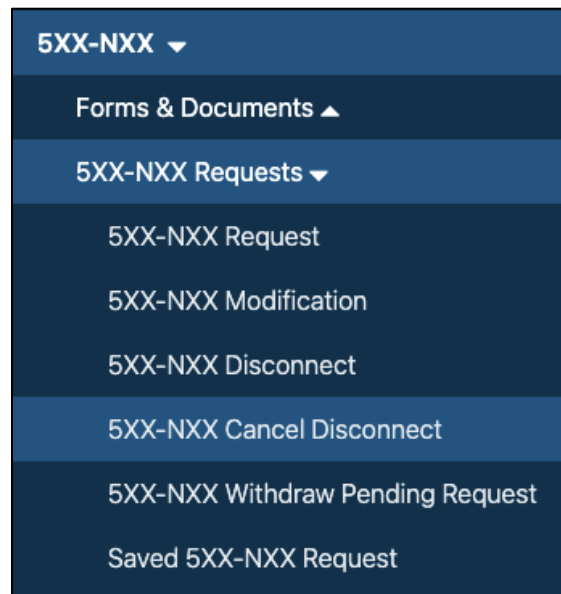 5XX-NXX
Forms & Documents
5XX-NXX Requests
5XX-NXX Request
5XX-NXX Modification
5XX-NXX Disconnect
5XX-NXX Cancel Disconnect
5XX-NXX Withdraw Pending Request
Saved 5XX-NXX Request